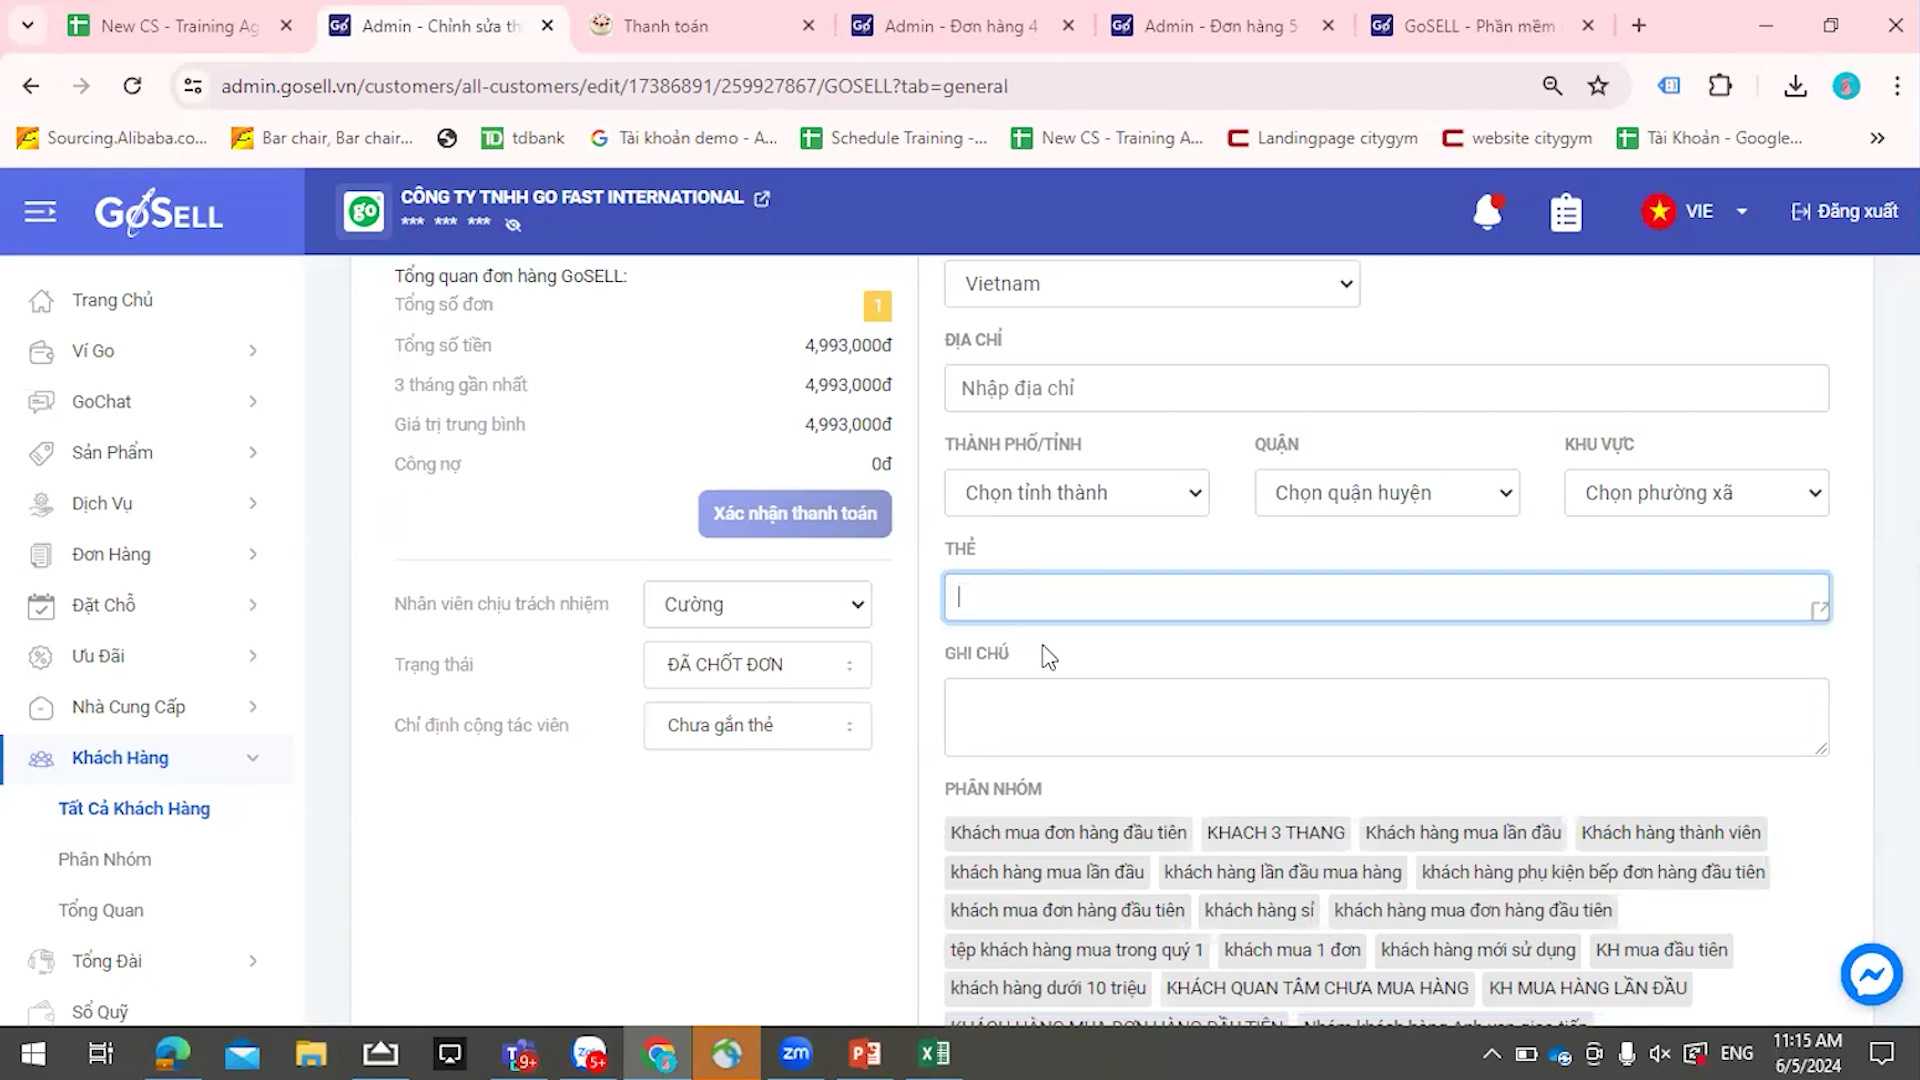 New CS - Training Ag
Admin - Chỉnh sửa th
Thanh toán
Admin - Đơn hàng 4
Admin - Đơn hàng 5
GoSELL - Phần mềm
admin.gosell.vn/customers/all-customers/edit/17386891/259927867/GOSELL?tab=general
Sourcing.Alibaba.co...
Bar chair, Bar chair...
tdbank
Tài khoản demo - A...
Schedule Training -...
New CS - Training A...
Landingpage citygym
website citygym
Tài Khoản - Google...
GOSELL
go
CÔNG TY TNHH GO FAST INTERNATIONAL
*** *** ***
VIE
Đăng xuất
Trang Chủ
Ví Go
GoChat
Sản Phẩm
Dịch Vụ
Đơn Hàng
Đặt Chỗ
Ưu Đãi
Nhà Cung Cấp
Khách Hàng
Tất Cả Khách Hàng
Phân Nhóm
Tổng Quan
Tổng Đài
Sổ Quỹ
Tổng quan đơn hàng GoSELL:
Tổng số đơn 1
Tổng số tiền 4,993,000đ
3 tháng gần nhất 4,993,000đ
Giá trị trung bình 4,993,000đ
Công nợ 0đ
Xác nhận thanh toán
Nhân viên chịu trách nhiệm Cường
Trạng thái ĐÃ CHỐT ĐƠN
Chỉ định cộng tác viên Chưa gắn thẻ
Vietnam
ĐỊA CHỈ
Nhập địa chỉ
THÀNH PHỐ/TỈNH QUẬN KHU VỰC
Chọn tỉnh thành Chọn quận huyện Chọn phường xã
THẺ
GHI CHÚ
PHÂN NHÓM
Khách mua đơn hàng đầu tiên KHACH 3 THANG Khách hàng mua lần đầu Khách hàng thành viên
khách hàng mua lần đầu khách hàng lần đầu mua hàng khách hàng phụ kiện bếp đơn hàng đầu tiên
khách mua đơn hàng đầu tiên khách hàng sỉ khách hàng mua đơn hàng đầu tiên
tệp khách hàng mua trong quý 1 khách mua 1 đơn khách hàng mới sử dụng KH mua đầu tiên
khách hàng dưới 10 triệu KHÁCH QUAN TÂM CHƯA MUA HÀNG KH MUA HÀNG LẦN ĐẦU
KHÁCH HÀNG MUA ĐƠN HÀNG ĐẦU TIÊN
9+
Zalo
5+
zm
ENG
11:15 AM
6/5/2024